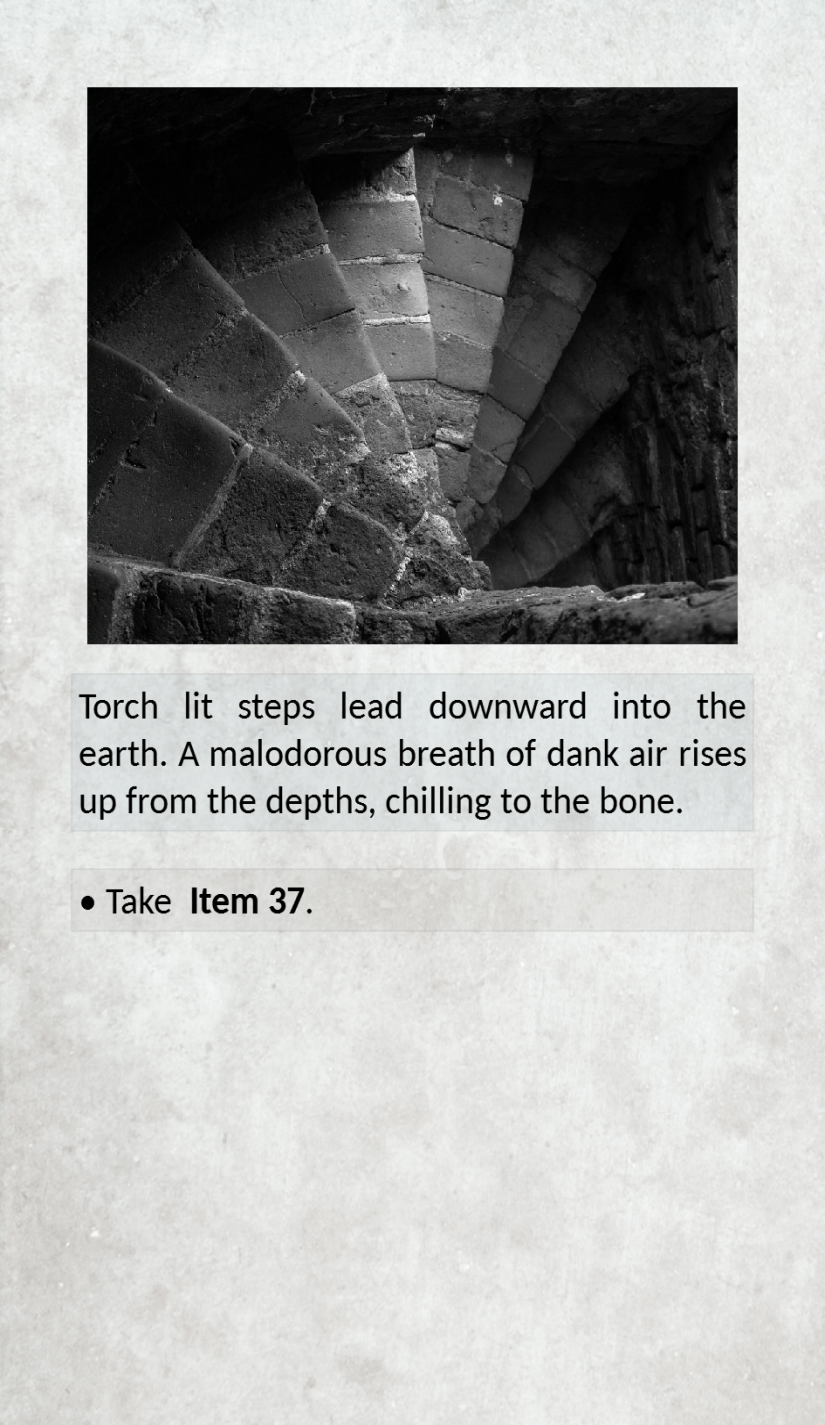 Torch lit steps lead downward into the
earth. A malodorous breath of dank air rises
up from the depths, chilling to the bone.
• Take Item 37.